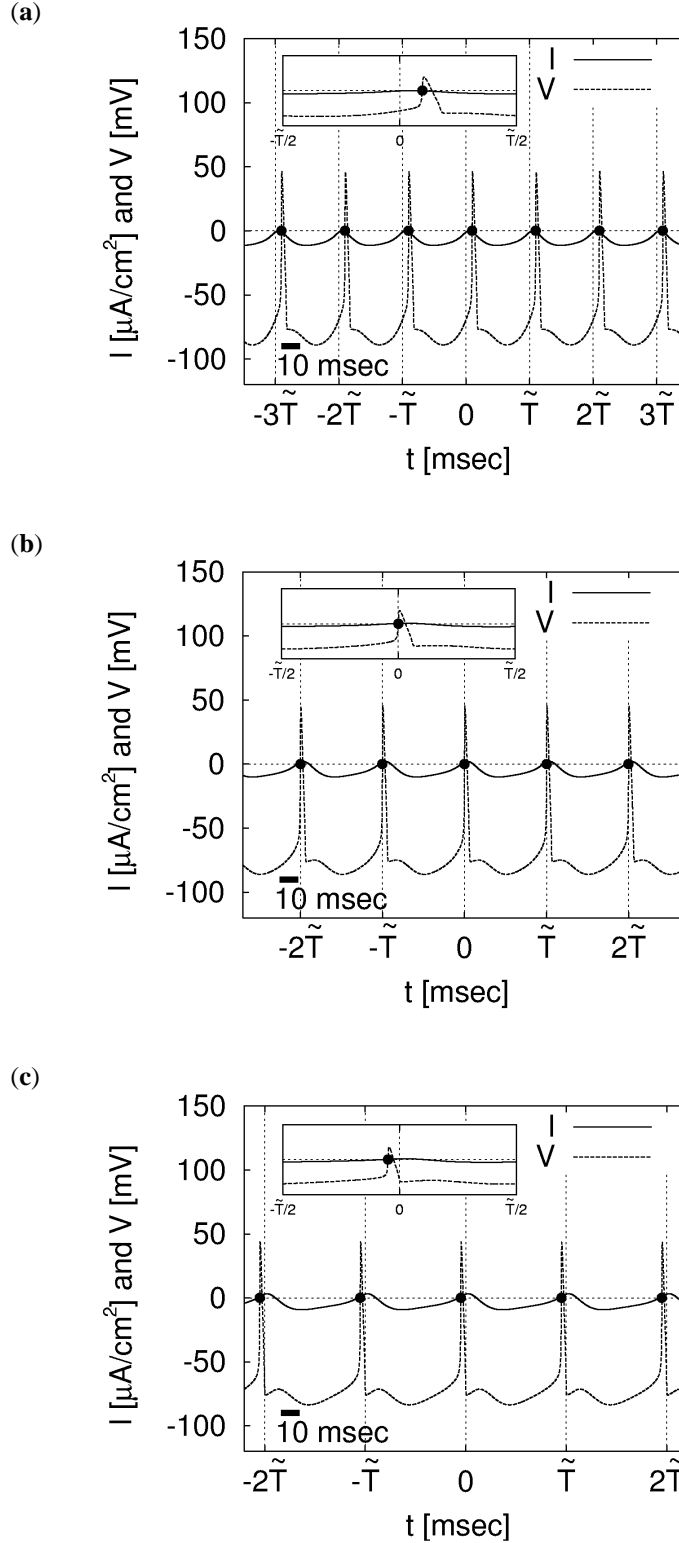 (a)
I [μA/cm²] and V [mV]
150
100
50
0
-50
-100
I
V
-T̃/2
0
T̃/2
10 msec
-3T̃ -2T̃ -T̃ 0 T̃ 2T̃ 3T̃
t [msec]
(b)
I [μA/cm²] and V [mV]
150
100
50
0
-50
-100
I
V
-T̃/2
0
T̃/2
10 msec
-2T̃ -T̃ 0 T̃ 2T̃
t [msec]
(c)
I [μA/cm²] and V [mV]
150
100
50
0
-50
-100
I
V
-T̃/2
0
T̃/2
10 msec
-2T̃ -T̃ 0 T̃ 2T̃
t [msec]